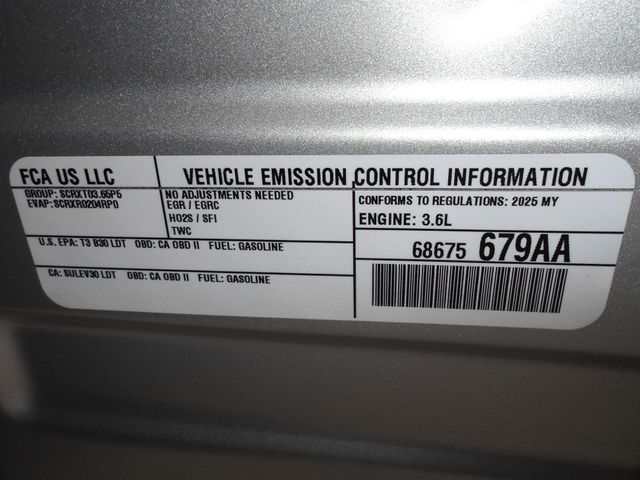 FCA US LLC
VEHICLE EMISSION CONTROL INFORMATION
GROUP: SCRXT03.65P5
EVAP:SCRXR0204RP0
NO ADJUSTMENTS NEEDED
EGR / EGRC
HO2S / SFI
TWC
CONFORMS TO REGULATIONS: 2025 MY
ENGINE: 3.6L
U.S. EPA: T3 B30 LDT OBD: CA OBD II FUEL: GASOLINE
CA: SULEV30 LDT OBD: CA OBD II FUEL: GASOLINE
68675 679AA